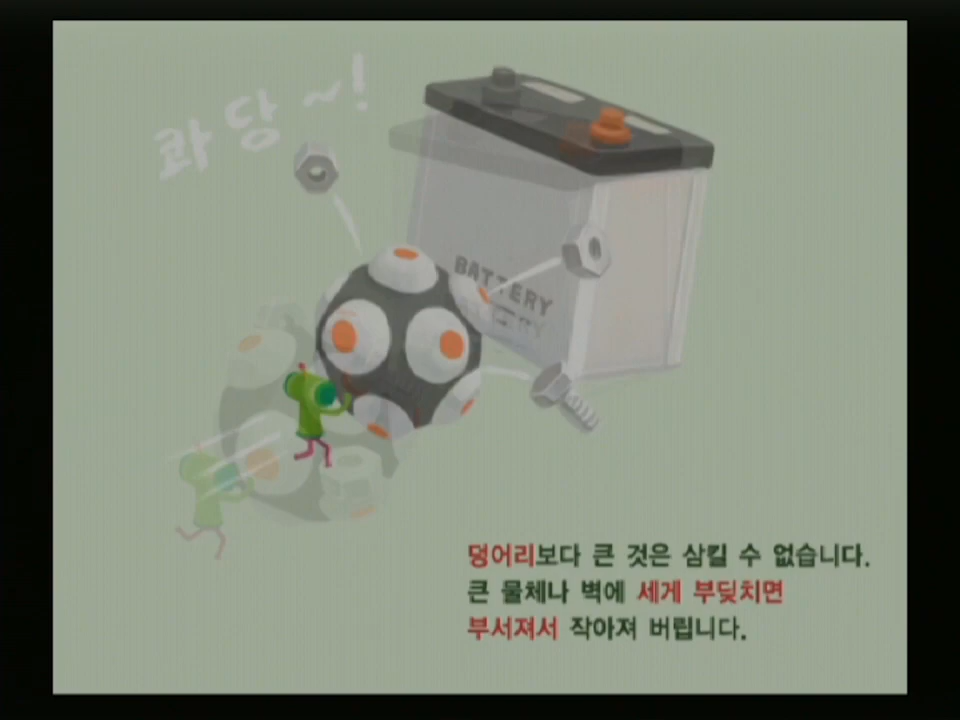 콰당~!
BATTERY
덩어리보다 큰 것은 삼킬 수 없습니다.
큰 물체나 벽에 세게 부딪치면
부서져서 작아져 버립니다.